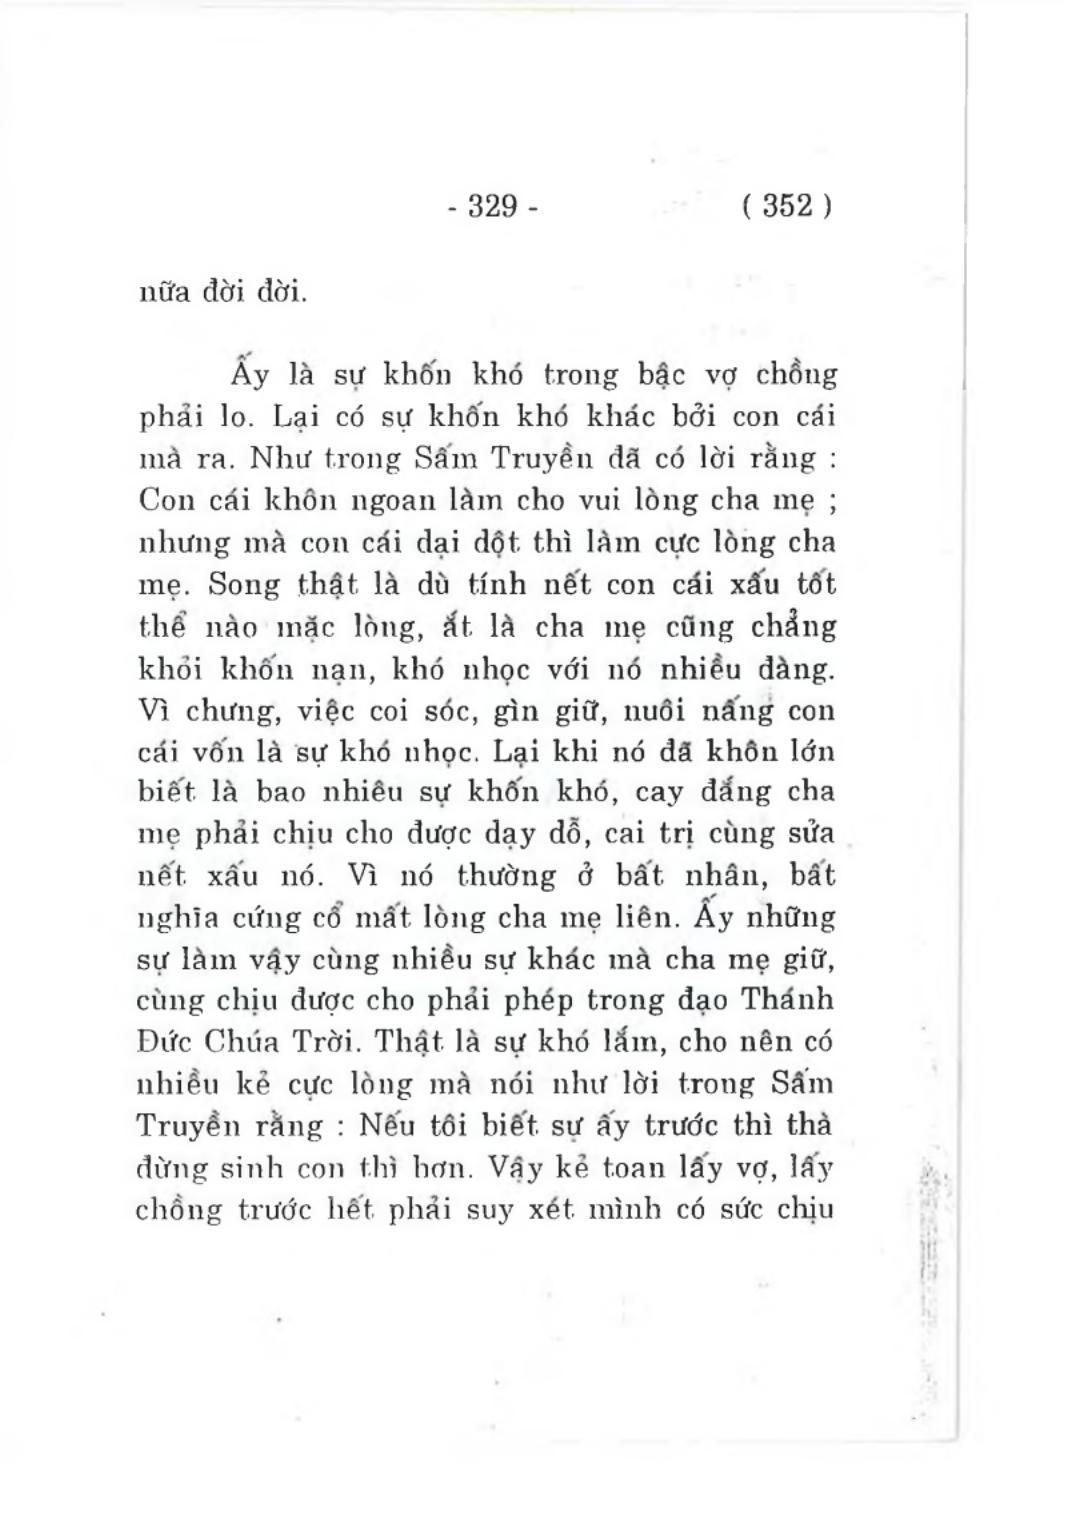 - 329 - ( 352 )
nữa đời đời.
Ấy là sự khốn khó trong bậc vợ chồng
phải lo. Lại có sự khốn khó khác bởi con cái
mà ra. Như trong Sấm Truyền đã có lời rằng :
Con cái khôn ngoan làm cho vui lòng cha mẹ ;
nhưng mà con cái dại dột thì làm cực lòng cha
mẹ. Song thật là dù tính nết con cái xấu tốt
thể nào mặc lòng, ắt là cha mẹ cũng chẳng
khỏi khốn nạn, khó nhọc với nó nhiều đàng.
Vì chưng, việc coi sóc, gìn giữ, nuôi nấng con
cái vốn là sự khó nhọc. Lại khi nó đã khôn lớn
biết là bao nhiêu sự khốn khó, cay đắng cha
mẹ phải chịu cho được dạy dỗ, cai trị cùng sửa
nết xấu nó. Vì nó thường ở bất nhân, bất
nghĩa cứng cổ mất lòng cha mẹ liên. Ấy những
sự làm vậy cùng nhiều sự khác mà cha mẹ giữ,
cùng chịu được cho phải phép trong đạo Thánh
Đức Chúa Trời. Thật là sự khó lắm, cho nên có
nhiều kẻ cực lòng mà nói như lời trong Sấm
Truyền rằng : Nếu tôi biết sự ấy trước thì thà
đừng sinh con thì hơn. Vậy kẻ toan lấy vợ, lấy
chồng trước hết phải suy xét mình có sức chịu